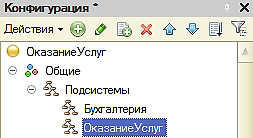 Конфигурация *
Действия
ОказаниеУслуг
Общие
Подсистемы
Бухгалтерия
ОказаниеУслуг